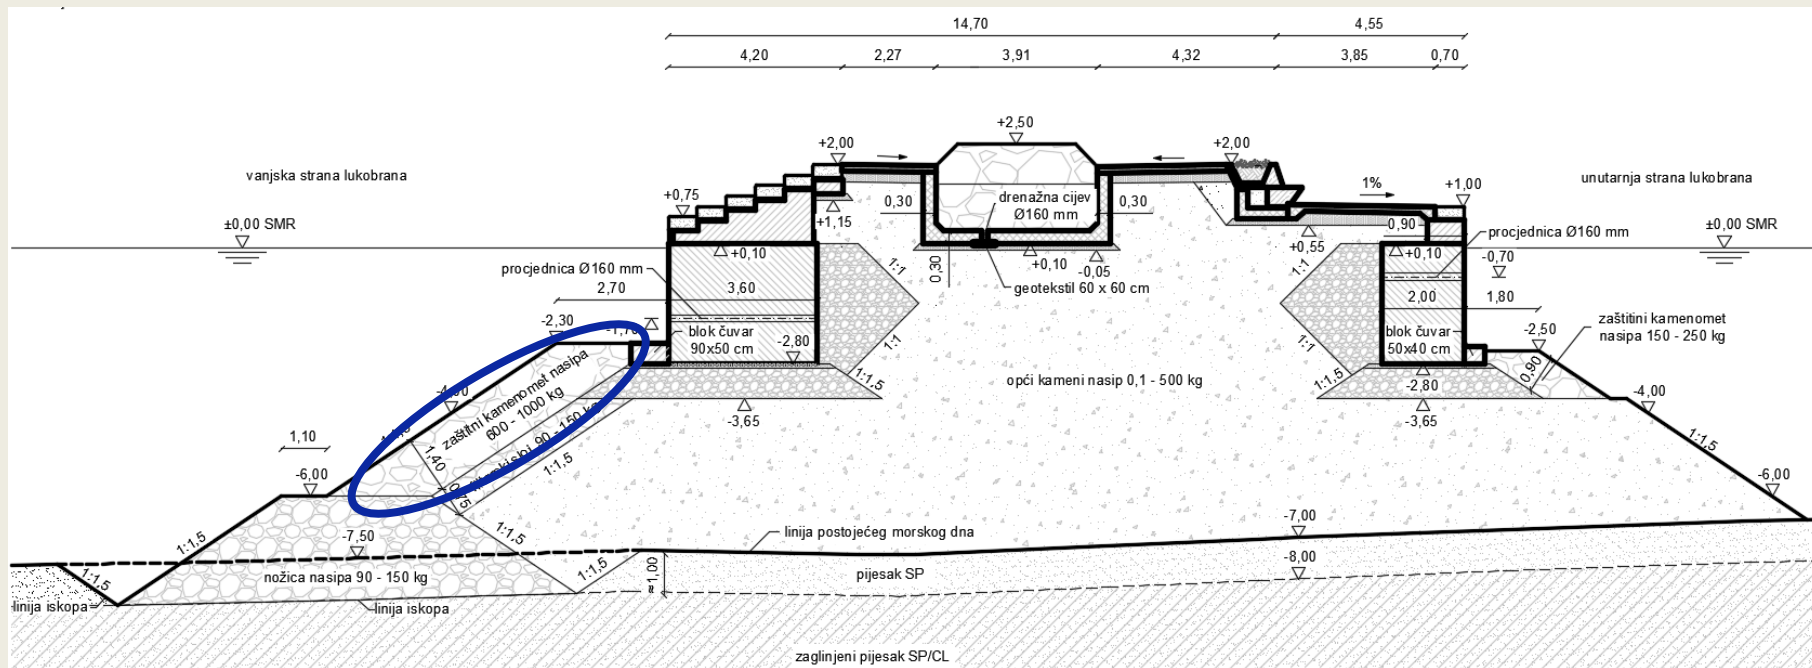 14,70 4,55
4,20 2,27 3,91 4,32 3,85 0,70
+2,50
+2,00 +2,00
vanjska strana lukobrana
unutarnja strana lukobrana
1%
+0,75
+1,00
±0,00 SMR
±0,00 SMR
0,30
drenažna cijev
Ø160 mm
0,30
+1,15
0,90
+0,55
procjednica Ø160 mm
+0,10
+0,10
-0,05
+0,10
-0,70
procjednica Ø160 mm
1:1
0,30
1:1
geotekstil 60 x 60 cm
2,70 3,60
2,00 1,80
-2,30
-1,70
blok čuvar
90x50 cm
-2,80
1:1
blok čuvar
50x40 cm
-2,50
zaštitni kamenomet
nasipa 150 - 250 kg
1:1
1:1,5
opći kameni nasip 0,1 - 500 kg
1:1,5
-2,80
0,90
-4,00
-3,65
-3,65
zaštitni kamenomet nasipa
600 - 1000 kg
90 - 150 kg
1:1,5
1,40
1,10
-6,00
1:1,5
-6,00
1:1,5
1:1,5
-7,50
linija postojećeg morskog dna
-7,00
1:1,5
nožica nasipa 90 - 150 kg
1:1,5
≈1,00
pijesak SP
-8,00
linija iskopa
linija iskopa
zaglinjeni pijesak SP/CL